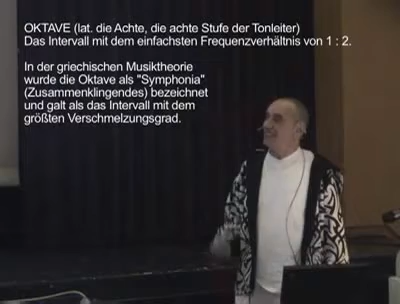 OKTAVE (lat. die Achte, die achte Stufe der Tonleiter)
Das Intervall mit dem einfachsten Frequenzverhältnis von 1 : 2.
In der griechischen Musiktheorie
wurde die Oktave als "Symphonia"
(Zusammenklingendes) bezeichnet
und galt als das Intervall mit dem
größten Verschmelzungsgrad.